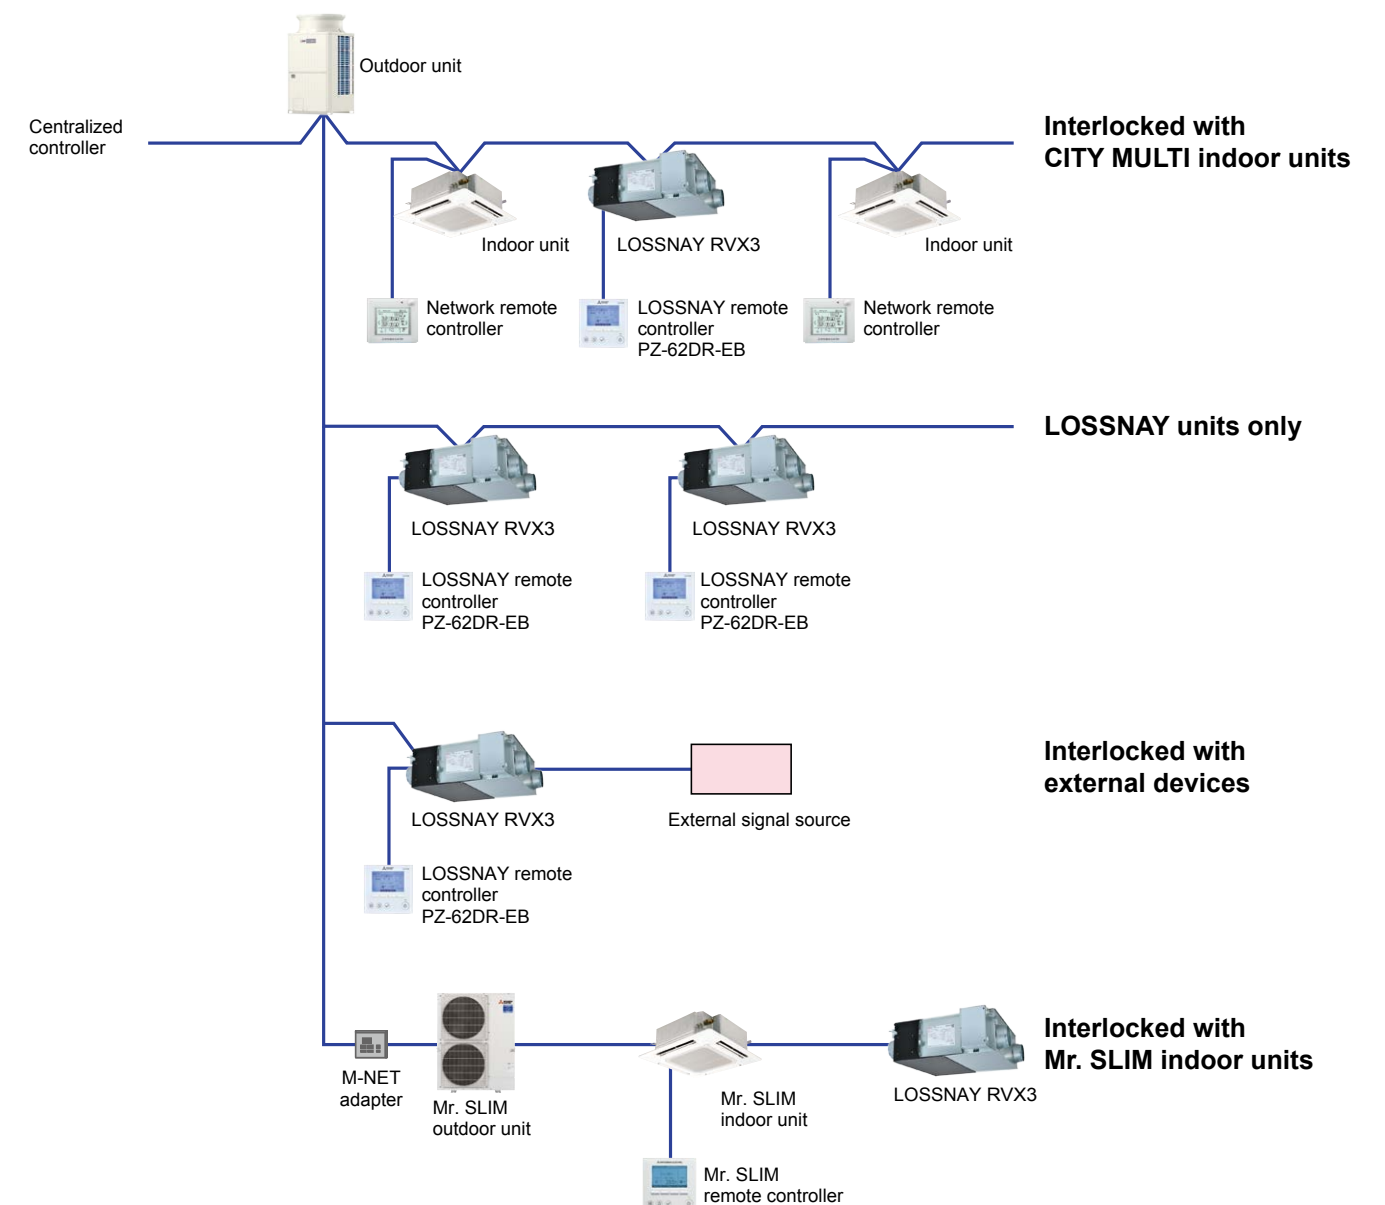 Outdoor unit
Centralized
controller
Interlocked with
CITY MULTI indoor units
Indoor unit
LOSSNAY RVX3
Indoor unit
Network remote
controller
LOSSNAY remote
controller
PZ-62DR-EB
Network remote
controller
LOSSNAY units only
LOSSNAY RVX3
LOSSNAY RVX3
LOSSNAY remote
controller
PZ-62DR-EB
LOSSNAY remote
controller
PZ-62DR-EB
Interlocked with
external devices
LOSSNAY RVX3
External signal source
LOSSNAY remote
controller
PZ-62DR-EB
Interlocked with
Mr. SLIM indoor units
M-NET
adapter
Mr. SLIM
outdoor unit
Mr. SLIM
indoor unit
LOSSNAY RVX3
Mr. SLIM
remote controller